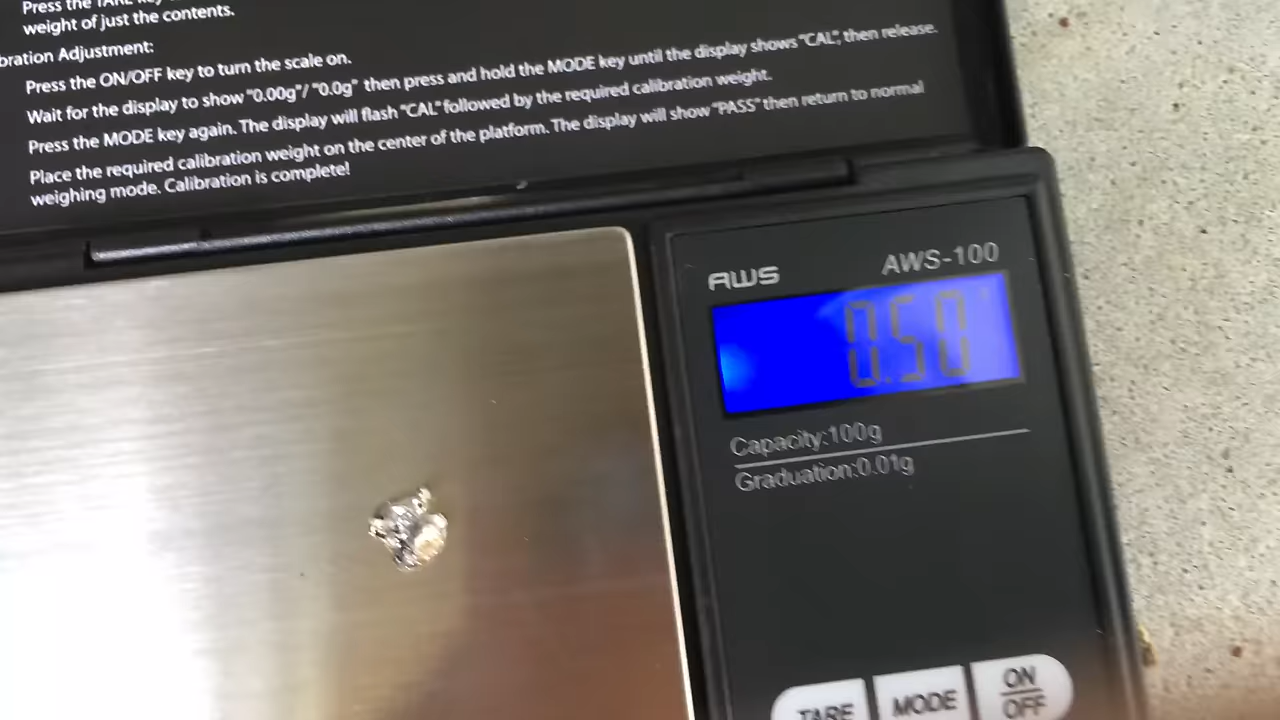 Press the TARE key
weight of just the contents.
bration Adjustment:
Press the ON/OFF key to turn the scale on.
Wait for the display to show "0.00g"/ "0.0g" then press and hold the MODE key until the display shows "CAL", then release.
Press the MODE key again. The display will flash "CAL" followed by the required calibration weight.
Place the required calibration weight on the center of the platform. The display will show "PASS" then return to normal
weighing mode. Calibration is complete!
AWS AWS-100
0.50
Capacity:100g
Graduation:0.01g
TARE MODE ON
OFF